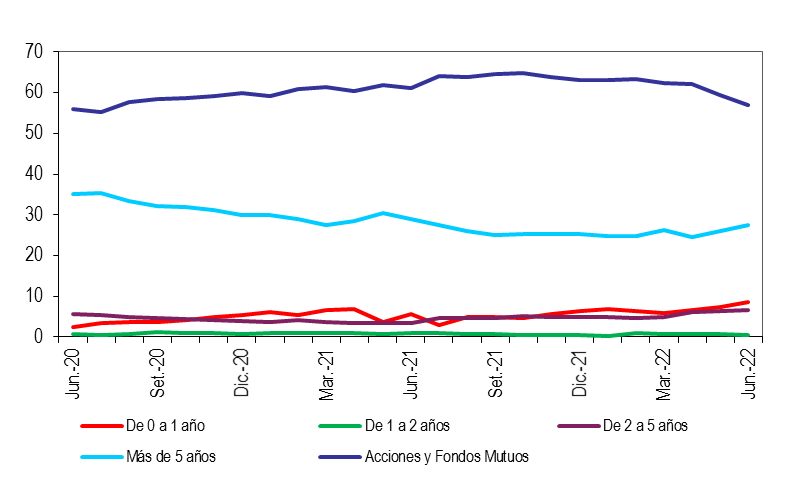 70
60
50
40
30
20
10
0
Jun.-20
Set.-20
Dic.-20
Mar.-21
Jun.-21
Set.-21
Dic.-21
Mar.-22
Jun.-22
De 0 a 1 año
De 1 a 2 años
De 2 a 5 años
Más de 5 años
Acciones y Fondos Mutuos